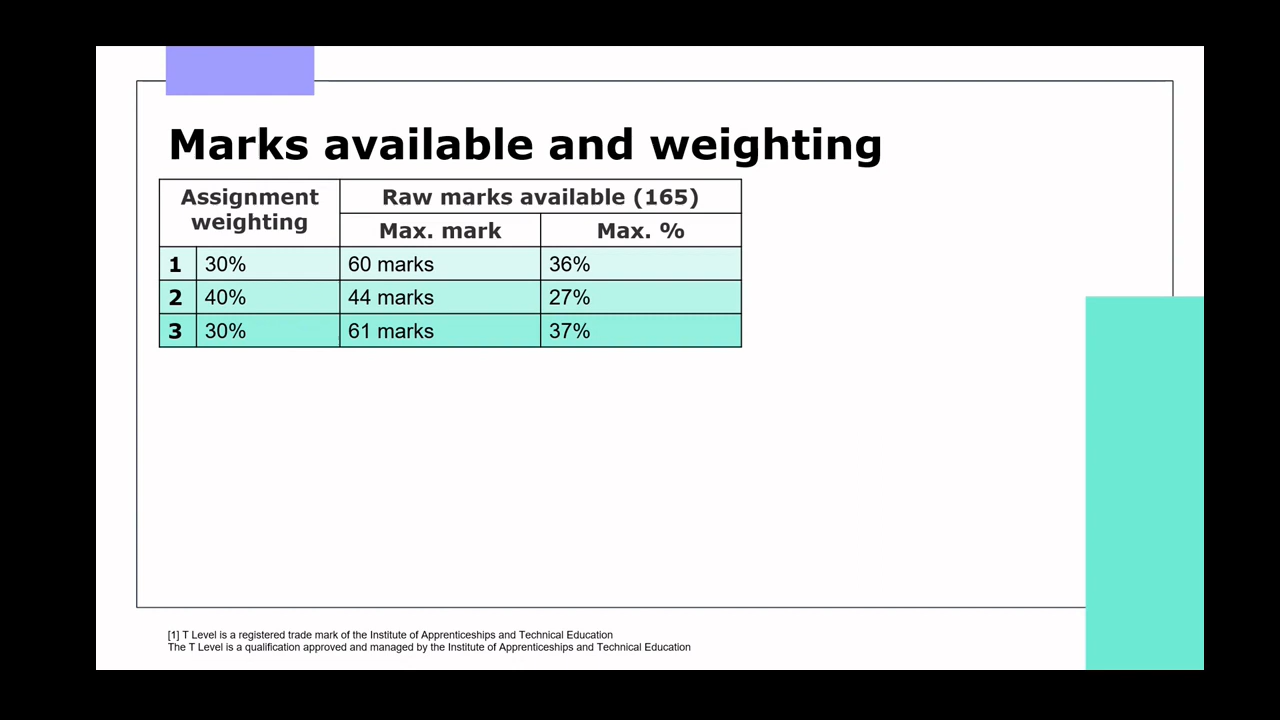 Marks available and weighting
Assignment weighting
Raw marks available (165)
Max. mark
Max. %
1 30% 60 marks 36%
2 40% 44 marks 27%
3 30% 61 marks 37%
[1] T Level is a registered trade mark of the Institute of Apprenticeships and Technical Education
The T Level is a qualification approved and managed by the Institute of Apprenticeships and Technical Education